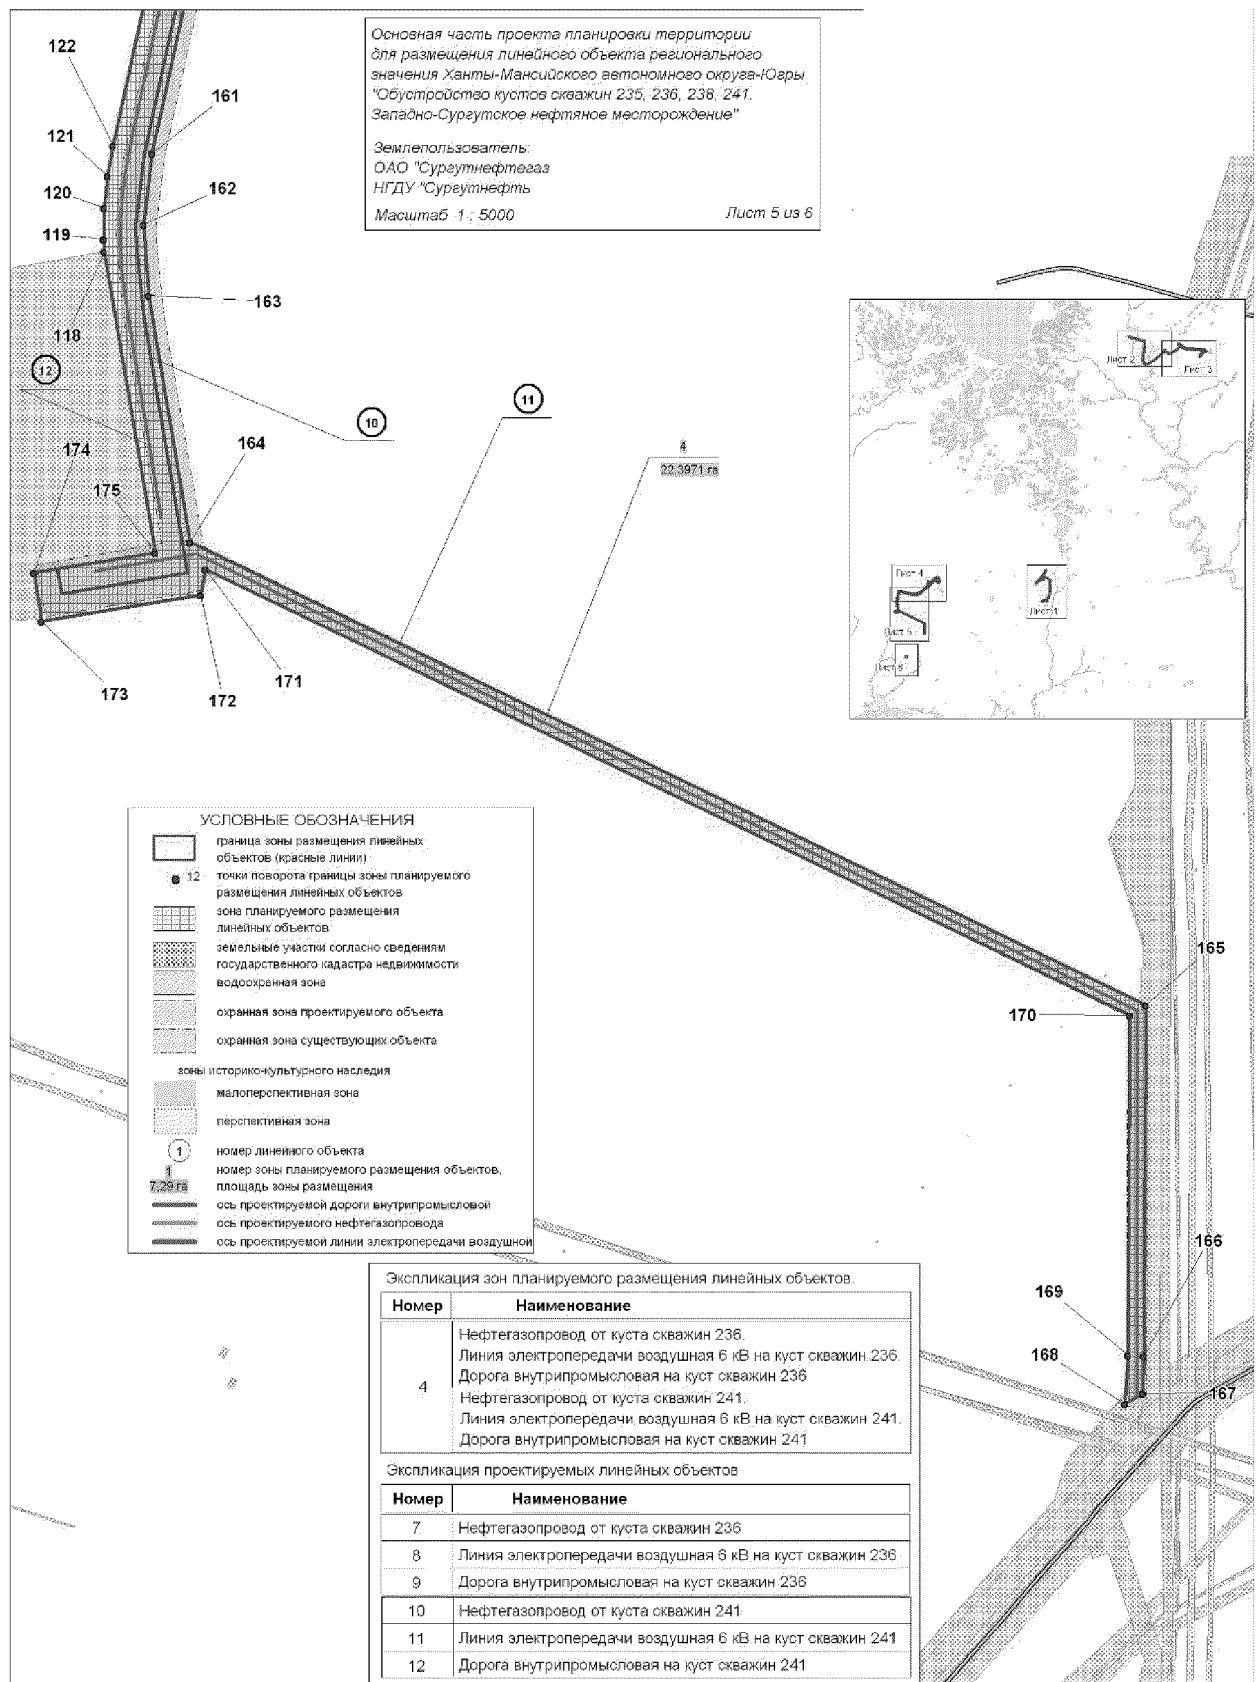 Основная часть проекта планировки территории
для размещения линейного объекта регионального
значения Ханты-Мансийского автономного округа-Югры
"Обустройство кустов скважин 235, 236, 238, 241.
Западно-Сургутское нефтяное месторождение"
Землепользователь:
ОАО "Сургутнефтегаз
НГДУ "Сургутнефть
Масштаб 1 : 5000
Лист 5 из 6
122
161
121
120
162
119
163
118
12
10
11
174
164
4
22.3971 га
175
173
172
171
Лист 2
Лист 3
Лист 4
Лист 1
Лист 5
Лист 6
165
170
166
169
168
167
УСЛОВНЫЕ ОБОЗНАЧЕНИЯ
граница зоны размещения линейных
объектов (красные линии)
12 точки поворота границы зоны планируемого
размещения линейных объектов
зона планируемого размещения
линейных объектов
земельные участки согласно сведениям
государственного кадастра недвижимости
водоохранная зона
охранная зона проектируемого объекта
охранная зона существующих объекта
зоны историко-культурного наследия
малоперспективная зона
перспективная зона
1 номер линейного объекта
1 номер зоны планируемого размещения объектов,
7.29 га площадь зоны размещения
ось проектируемой дороги внутрипромысловой
ось проектируемого нефтегазопровода
ось проектируемой линии электропередачи воздушной
Экспликация зон планируемого размещения линейных объектов.
Номер Наименование
4
Нефтегазопровод от куста скважин 236.
Линия электропередачи воздушная 6 кВ на куст скважин 236.
Дорога внутрипромысловая на куст скважин 236
Нефтегазопровод от куста скважин 241.
Линия электропередачи воздушная 6 кВ на куст скважин 241.
Дорога внутрипромысловая на куст скважин 241
Экспликация проектируемых линейных объектов
Номер Наименование
7 Нефтегазопровод от куста скважин 236
8 Линия электропередачи воздушная 6 кВ на куст скважин 236
9 Дорога внутрипромысловая на куст скважин 236
10 Нефтегазопровод от куста скважин 241
11 Линия электропередачи воздушная 6 кВ на куст скважин 241
12 Дорога внутрипромысловая на куст скважин 241